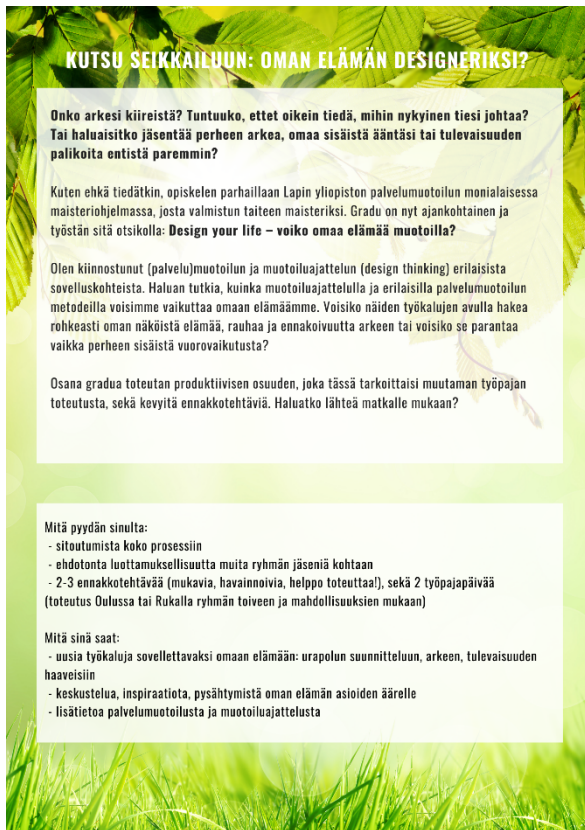 KUTSU SEIKKAILUUN: OMAN ELÄMÄN DESIGNERIKSI?
Onko arkesi kiireistä? Tuntuuko, ettet oikein tiedä, mihin nykyinen tiesi johtaa?
Tai haluaisitko jäsentää perheen arkea, omaa sisäistä ääntäsi tai tulevaisuuden
palikoita entistä paremmin?
Kuten ehkä tiedätkin, opiskelen parhaillaan Lapin yliopiston palvelumuotoilun monialaisessa
maisteriohjelmassa, josta valmistun taiteen maisteriksi. Gradu on nyt ajankohtainen ja
työstän sitä otsikolla: Design your life – voiko omaa elämää muotoilla?
Olen kiinnostunut (palvelu)muotoilun ja muotoiluajattelun (design thinking) erilaisista
sovelluskohteista. Haluan tutkia, kuinka muotoiluajattelulla ja erilaisilla palvelumuotoilun
metodeilla voisimme vaikuttaa omaan elämäämme. Voisiko näiden työkalujen avulla hakea
rohkeasti oman näköistä elämää, rauhaa ja ennakoivuutta arkeen tai voisiko se parantaa
vaikka perheen sisäistä vuorovaikutusta?
Osana gradua toteutan produktiivisen osuuden, joka tässä tarkoittaisi muutaman työpajan
toteutusta, sekä kevyitä ennakkotehtäviä. Haluatko lähteä matkalle mukaan?
Mitä pyydän sinulta:
- sitoutumista koko prosessiin
- ehdotonta luottamuksellisuutta muita ryhmän jäseniä kohtaan
- 2-3 ennakkotehtävää (mukavia, havainnoivia, helppo toteuttaa!), sekä 2 työpajapäivää
(toteutus Oulussa tai Rukalla ryhmän toiveen ja mahdollisuuksien mukaan)
Mitä sinä saat:
- uusia työkaluja sovellettavaksi omaan elämään: urapolun suunnitteluun, arkeen, tulevaisuuden
haaveisiin
- keskustelua, inspiraatiota, pysähtymistä oman elämän asioiden äärelle
- lisätietoa palvelumuotoilusta ja muotoiluajattelusta